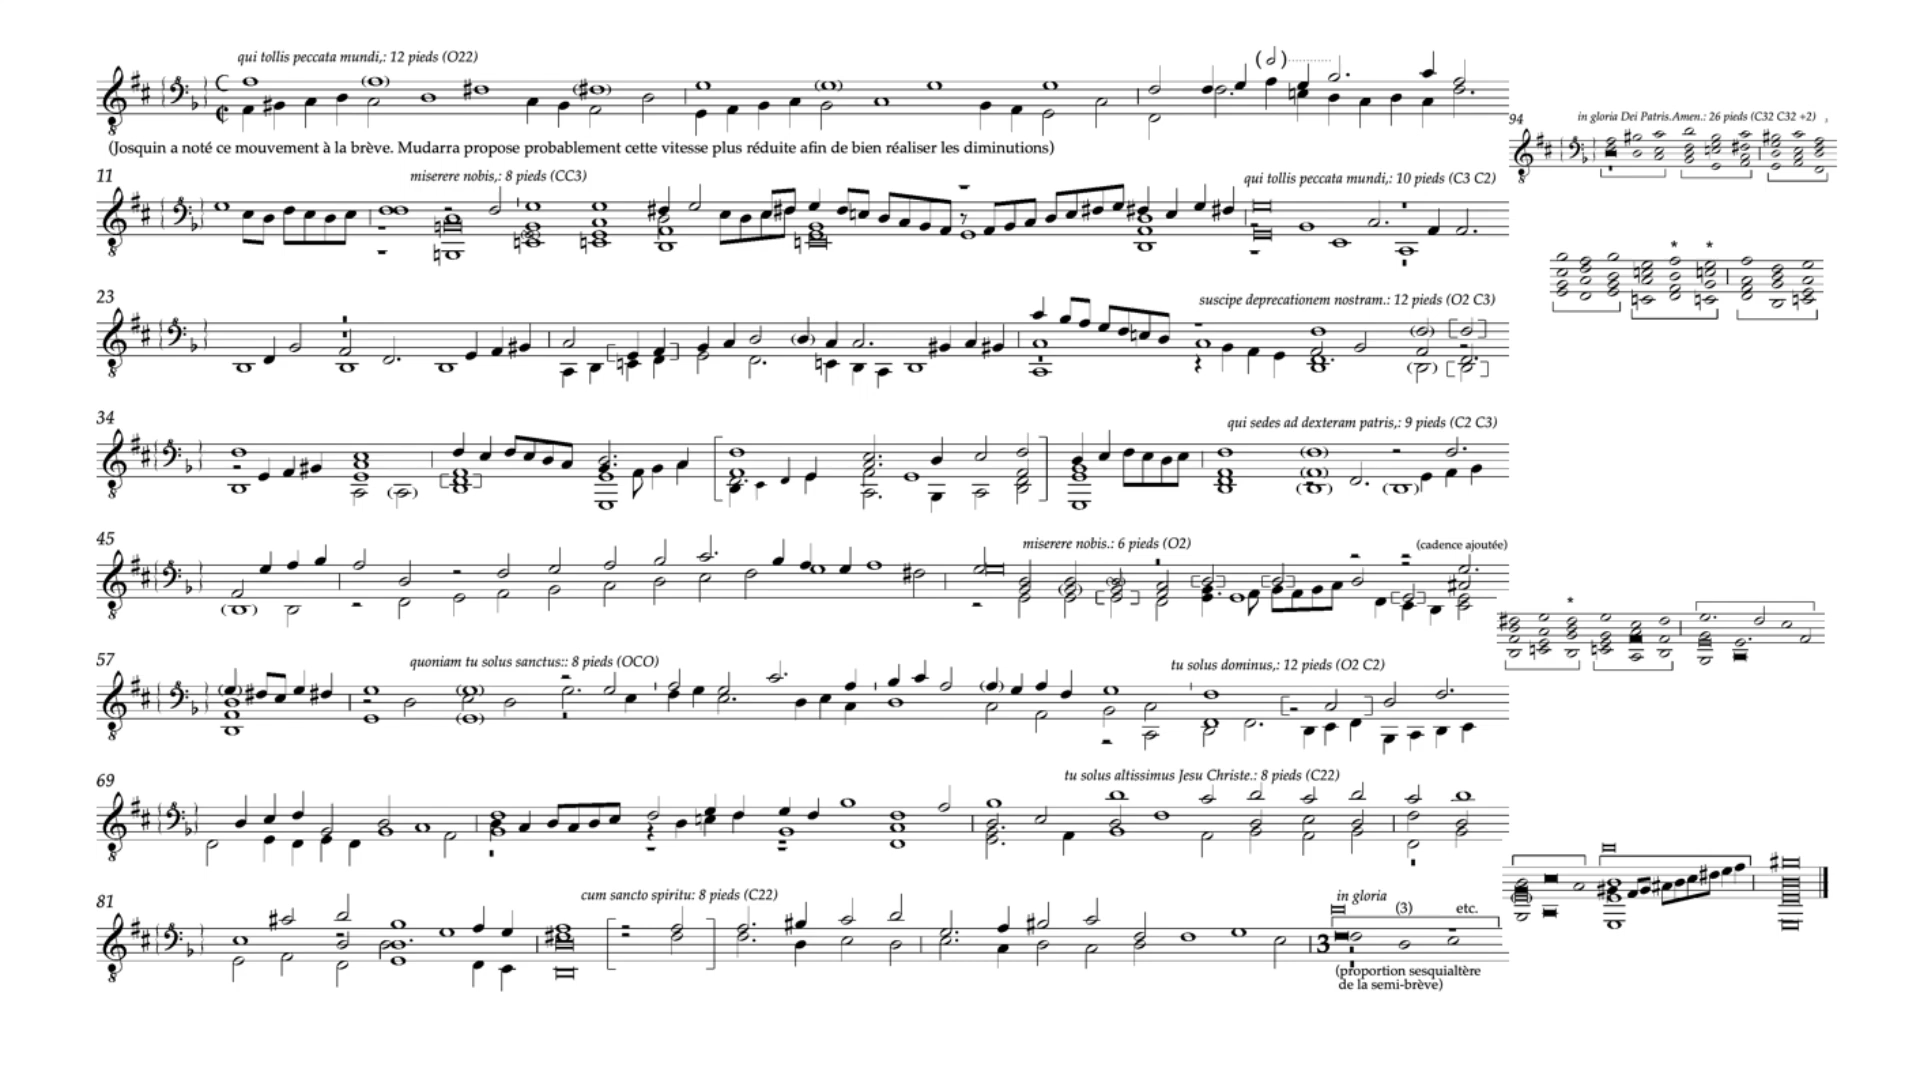 qui tollis peccata mundi,: 12 pieds (O22)
(Josquin a noté ce mouvement à la brève. Mudarra propose probablement cette vitesse plus réduite afin de bien réaliser les diminutions)
94
in gloria Dei Patris.Amen.: 26 pieds (C32 C32 +2)
11
miserere nobis,: 8 pieds (CC3)
qui tollis peccata mundi,: 10 pieds (C3 C2)
* *
23
suscipe deprecationem nostram.: 12 pieds (O2 C3)
34
qui sedes ad dexteram patris,: 9 pieds (C2 C3)
45
miserere nobis.: 6 pieds (O2)
(cadence ajoutée)
*
57
quoniam tu solus sanctus:: 8 pieds (OCO)
tu solus dominus,: 12 pieds (O2 C2)
69
tu solus altissimus Jesu Christe.: 8 pieds (C22)
81
cum sancto spiritu: 8 pieds (C22)
in gloria
(3) etc.
3
(proportion sesquialtère
de la semi-brève)